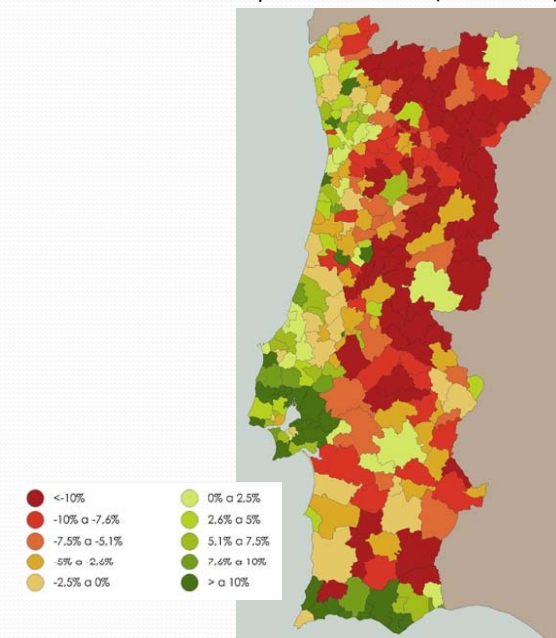 <-10%
-10% a -7.6%
-7.5% a -5,1%
-5% a -2.6%
-2.5% a 0%
0% a 2.5%
2.6% a 5%
5,1% a 7.5%
7.6% a 10%
> a 10%